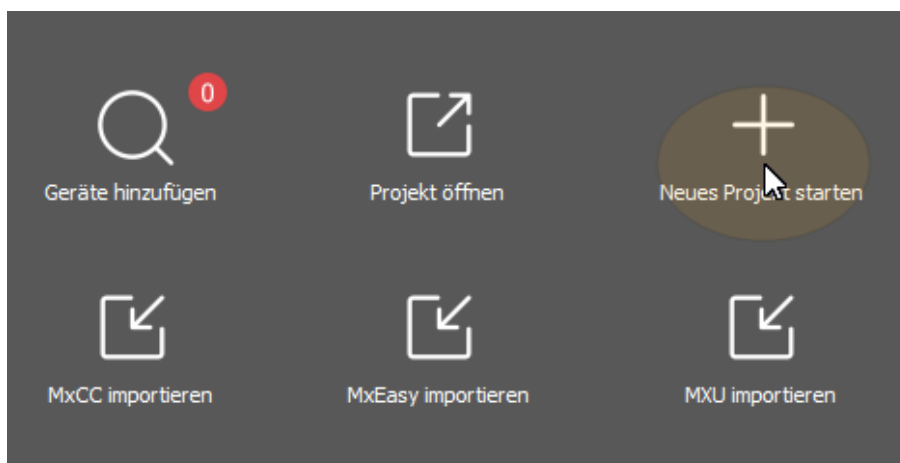 0
Geräte hinzufügen
Projekt öffnen
Neues Projekt starten
MxCC importieren
MxEasy importieren
MXU importieren